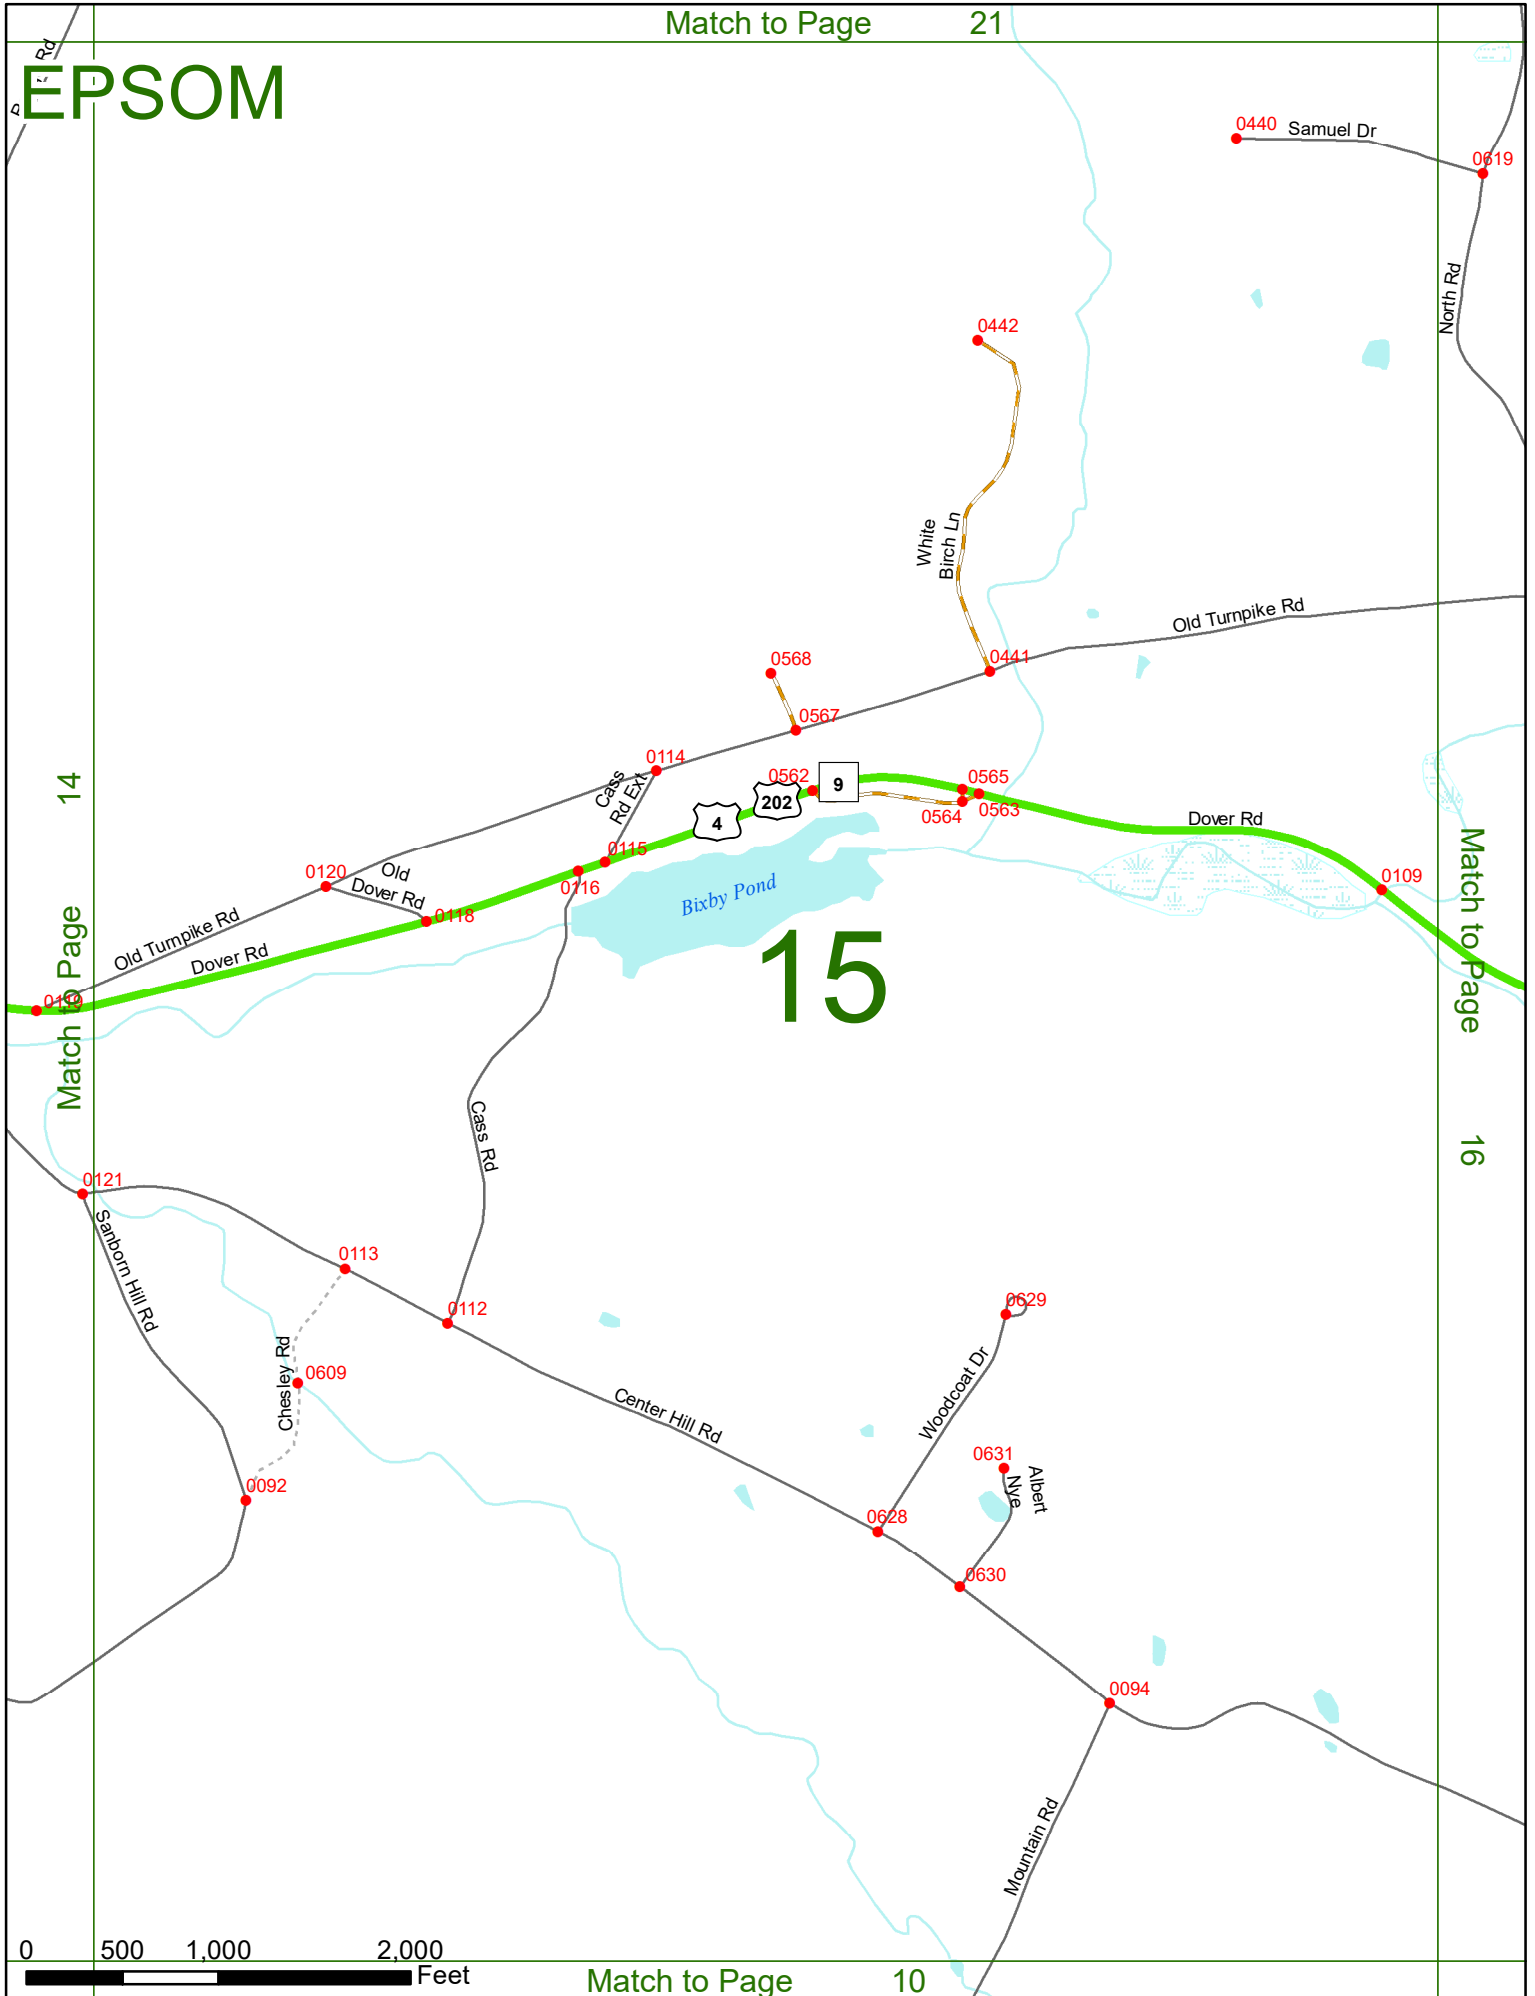 Match to Page 21
Rd
EPSOM
0440
Samuel Dr
0619
North Rd
0442
White
Birch Ln
Old Turnpike Rd
0441
0568
0567
0114
Cass
Rd Ext
0562
9
202
4
0565
0564
0563
Dover Rd
0109
0115
0116
Bixby Pond
0120
Old
Dover Rd
0118
Old Turnpike Rd
Dover Rd
0119
Match to Page 14
Match to Page 16
15
Cass Rd
0121
Sanborn Hill Rd
0113
0112
Chesley Rd
0609
0092
Center Hill Rd
0629
Woodcoat Dr
0631
Albert
Nye
0628
0630
0094
Mountain Rd
0 500 1,000 2,000
Feet
Match to Page 10